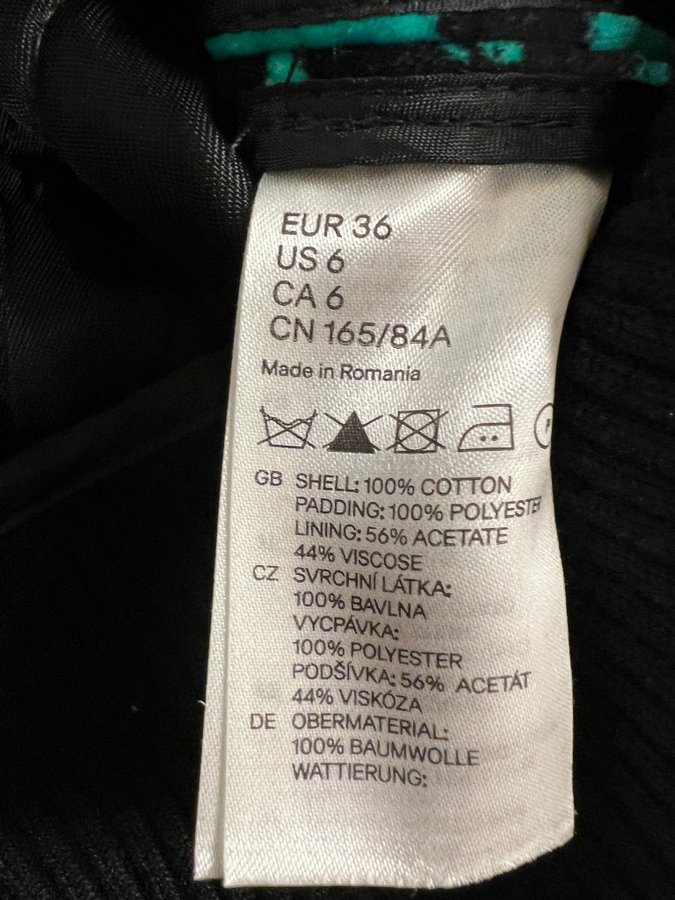 EUR 36
US 6
CA 6
CN 165/84A
Made in Romania
P
GB SHELL: 100% COTTON
PADDING: 100% POLYESTER
LINING: 56% ACETATE
44% VISCOSE
CZ SVRCHNÍ LÁTKA:
100% BAVLNA
VYCPÁVKA:
100% POLYESTER
PODŠÍVKA: 56% ACETÁT
44% VISKÓZA
DE OBERMATERIAL:
100% BAUMWOLLE
WATTIERUNG: